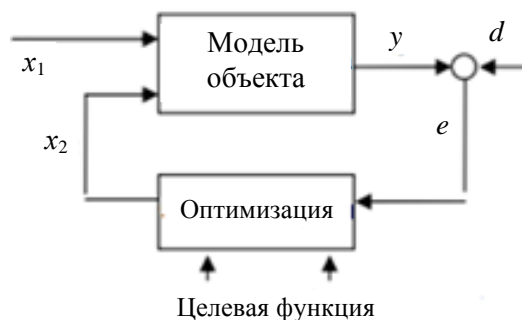 Модель
объекта
y
d
x₁
x₂
e
Оптимизация
Целевая функция